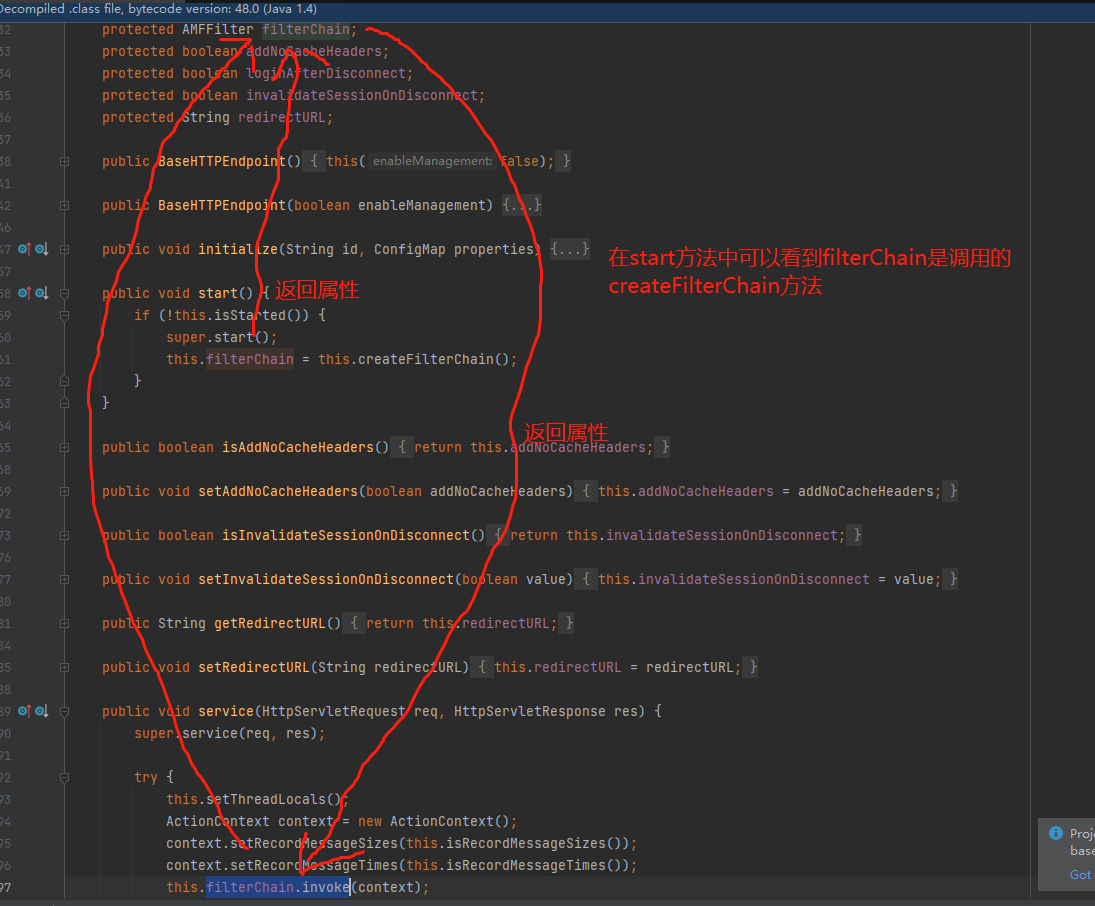 Decompiled .class file, bytecode version: 48.0 (Java 1.4)
32 protected AMFFilter filterChain;
33 protected boolean addNoCacheHeaders;
34 protected boolean loginAfterDisconnect;
35 protected boolean invalidateSessionOnDisconnect;
36 protected String redirectURL;
37
38 public BaseHTTPEndpoint() { this( enableManagement: false); }
41
42 public BaseHTTPEndpoint(boolean enableManagement) {...}
46
47 public void initialize(String id, ConfigMap properties) {...}
在start方法中可以看到filterChain是调用的
createFilterChain方法
57
58 public void start() { 返回属性
59 if (!this.isStarted()) {
60 super.start();
61 this.filterChain = this.createFilterChain();
62 }
63 }
64
返回属性
65 public boolean isAddNoCacheHeaders() { return this.addNoCacheHeaders; }
68
69 public void setAddNoCacheHeaders(boolean addNoCacheHeaders) { this.addNoCacheHeaders = addNoCacheHeaders; }
72
73 public boolean isInvalidateSessionOnDisconnect() { return this.invalidateSessionOnDisconnect; }
76
77 public void setInvalidateSessionOnDisconnect(boolean value) { this.invalidateSessionOnDisconnect = value; }
80
81 public String getRedirectURL() { return this.redirectURL; }
84
85 public void setRedirectURL(String redirectURL) { this.redirectURL = redirectURL; }
88
89 public void service(HttpServletRequest req, HttpServletResponse res) {
90 super.service(req, res);
91
92 try {
93 this.setThreadLocals();
94 ActionContext context = new ActionContext();
95 context.setRecordMessageSizes(this.isRecordMessageSizes());
96 context.setRecordMessageTimes(this.isRecordMessageTimes());
97 this.filterChain.invoke(context);
Proj
base
Got